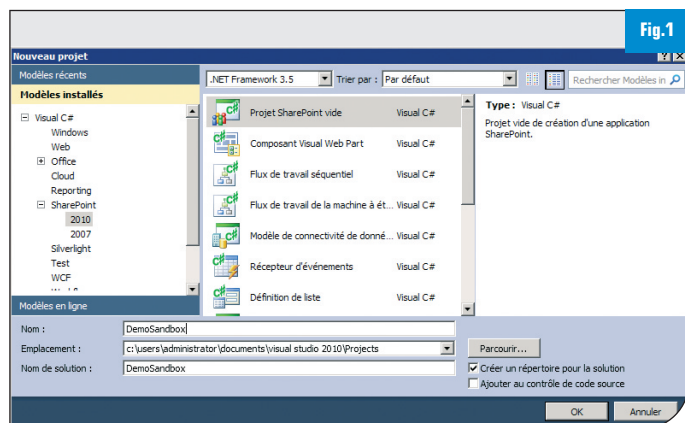 Fig.1
Nouveau projet
Modèles récents
.NET Framework 3.5 Trier par : Par défaut Rechercher Modèles in
Modèles installés
Visual C#
Windows
Web
Office
Cloud
Reporting
SharePoint
2010
2007
Silverlight
Test
WCF
Modèles en ligne
Projet SharePoint vide Visual C#
Composant Visual Web Part Visual C#
Flux de travail séquentiel Visual C#
Flux de travail de la machine à ét... Visual C#
Modèle de connectivité de donné... Visual C#
Récepteur d'événements Visual C#
Définition de liste Visual C#
Type : Visual C#
Projet vide de création d'une application
SharePoint.
Nom : DemoSandbox
Emplacement : c:\users\administrator\documents\visual studio 2010\Projects Parcourir...
Nom de solution : DemoSandbox
Créer un répertoire pour la solution
Ajouter au contrôle de code source
OK Annuler